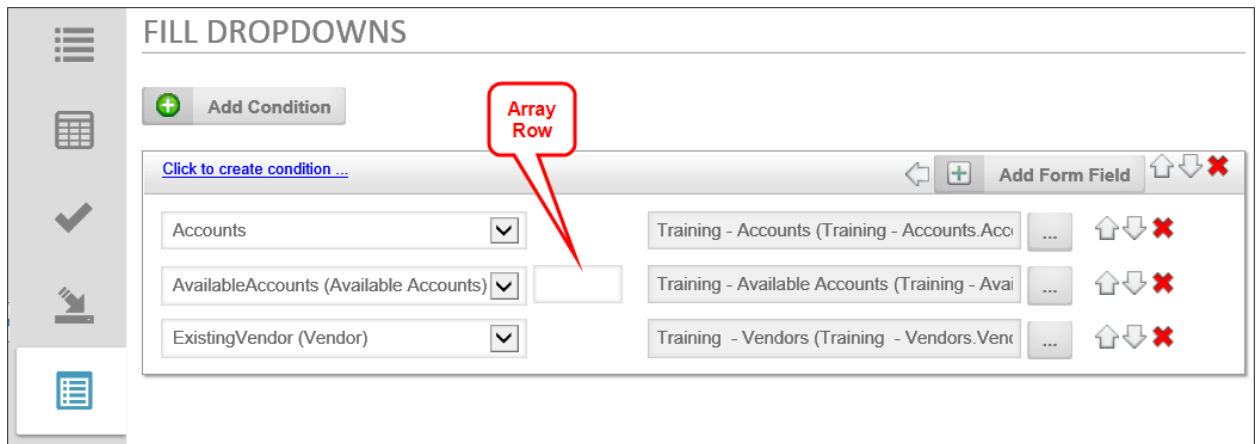 FILL DROPDOWNS
Add Condition
Array
Row
Click to create condition ...
Add Form Field
Accounts
Training - Accounts (Training - Accounts.Acc
...
AvailableAccounts (Available Accounts)
Training - Available Accounts (Training - Avai
...
ExistingVendor (Vendor)
Training  - Vendors (Training  - Vendors.Ven
...